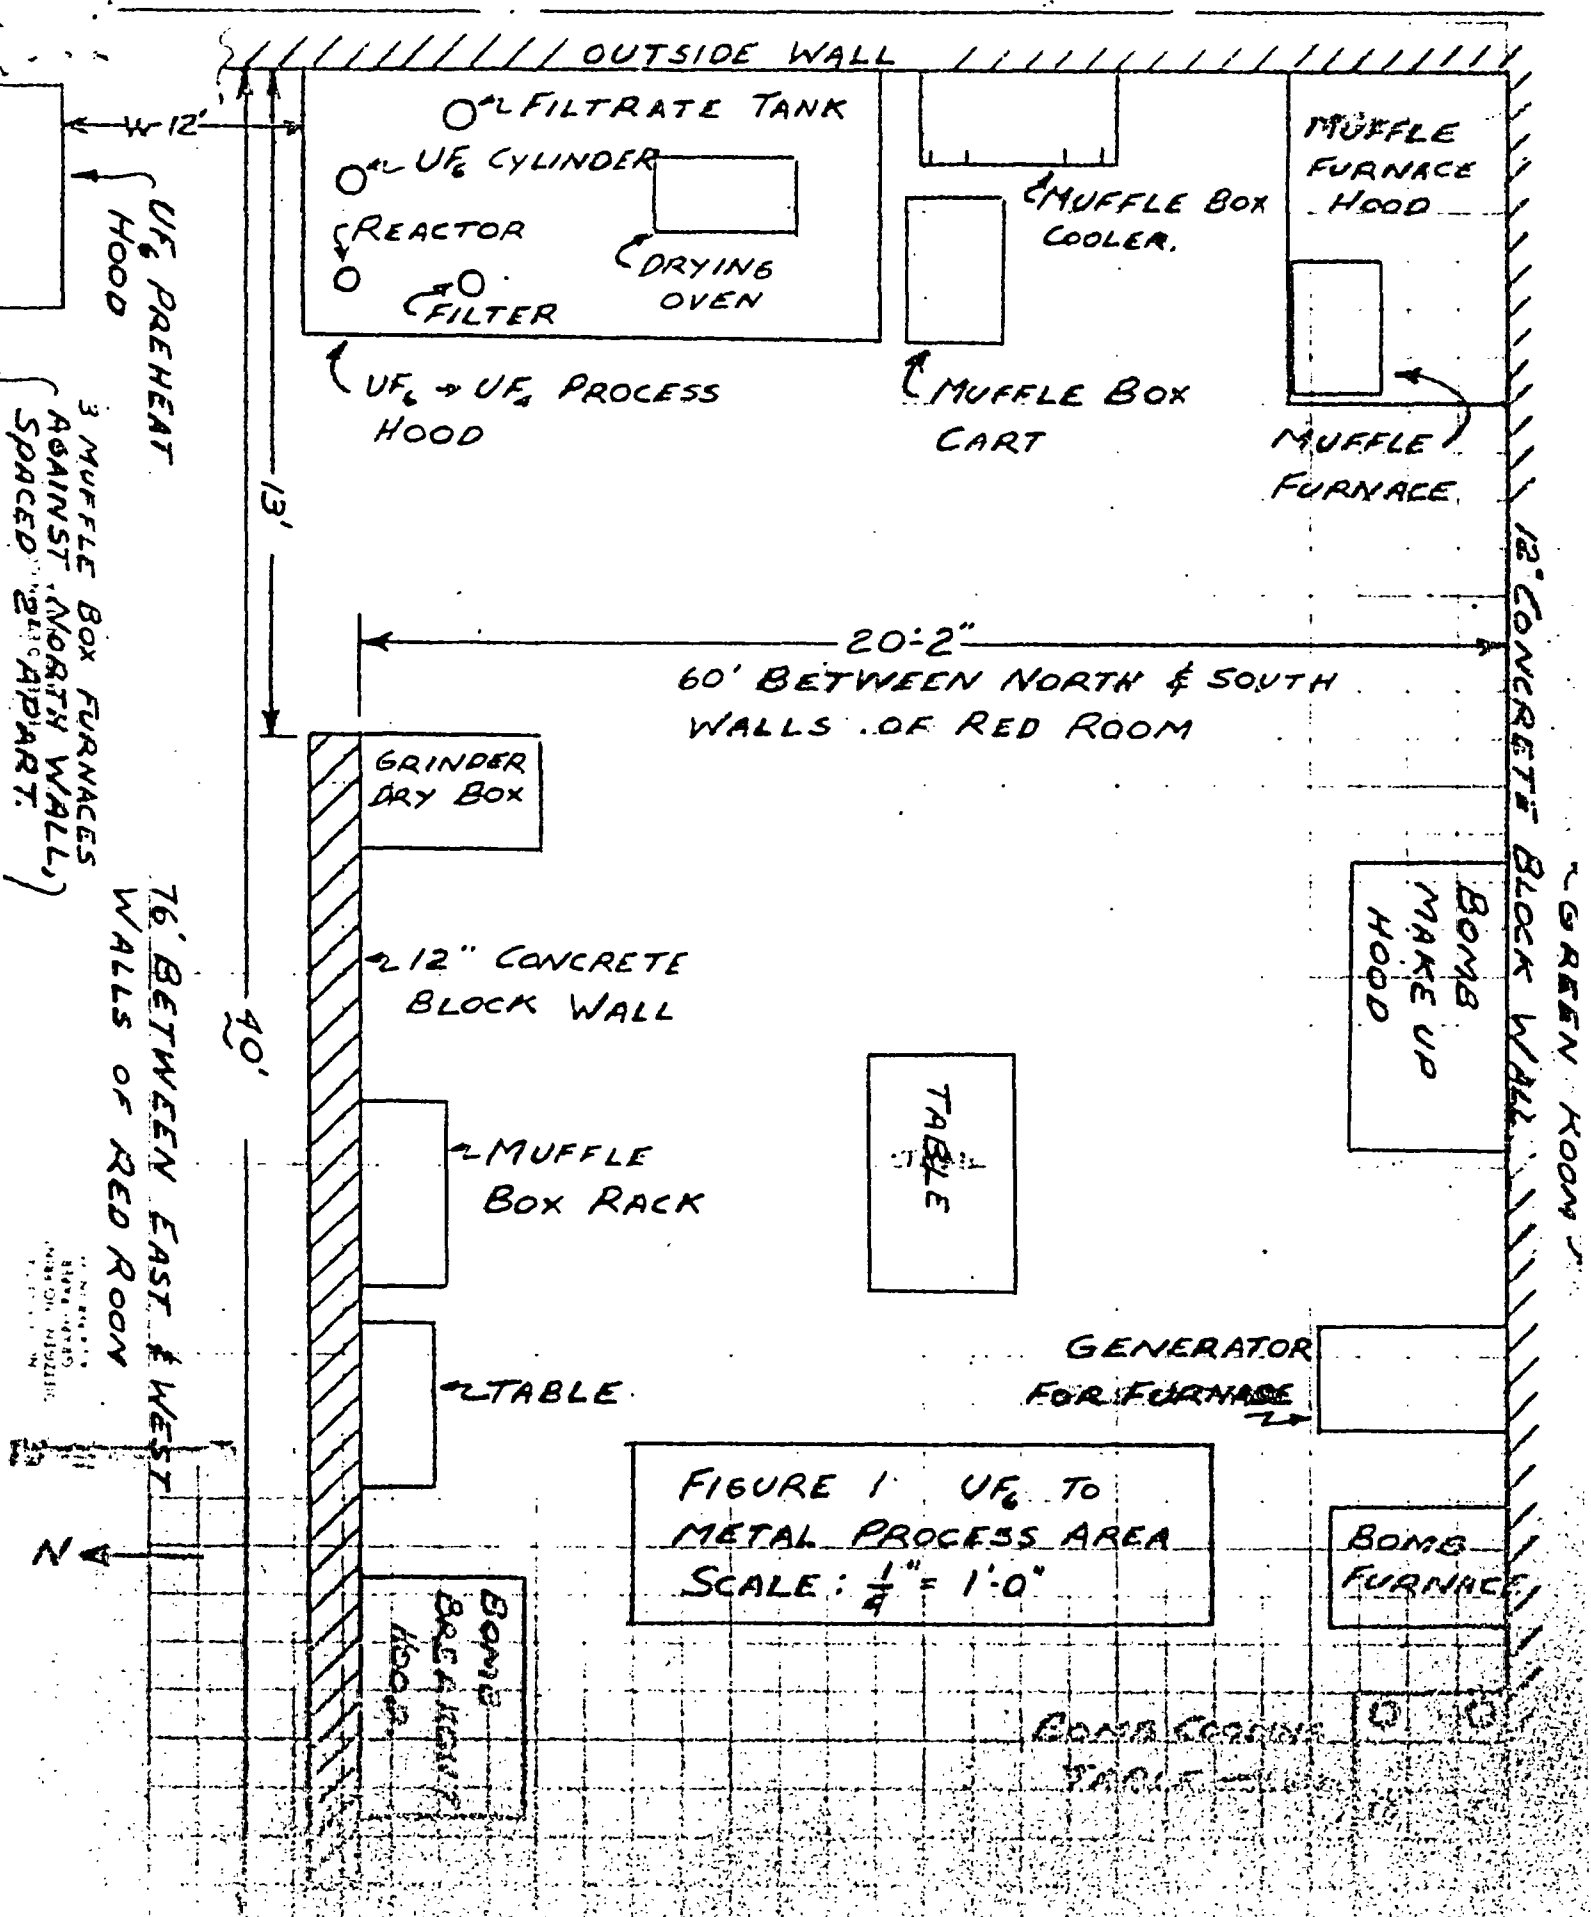 OUTSIDE WALL
FILTRATE TANK
W 12'
UF6 CYLINDER
REACTOR
FILTER
DRYING
OVEN
UF6 → UF4 PROCESS
HOOD
MUFFLE BOX
COOLER.
MUFFLE BOX
CART
MUFFLE
FURNACE
HOOD
MUFFLE
FURNACE
UF6 PREHEAT
HOOD
3 MUFFLE BOX FURNACES
AGAINST NORTH WALL,
SPACED 2' APART.
13'
20'-2"
60' BETWEEN NORTH & SOUTH
WALLS OF RED ROOM
12" CONCRETE BLOCK WALL
GREEN ROOM
GRINDER
DRY BOX
12" CONCRETE
BLOCK WALL
BOMB
MAKE UP
HOOD
40'
76' BETWEEN EAST & WEST
WALLS OF RED ROOM
MUFFLE
BOX RACK
TABLE
TABLE
GENERATOR
FOR FURNACE
N
FIGURE 1 UF6 TO
METAL PROCESS AREA
SCALE: 1/4" = 1'-0"
BOMB
FURNACE
BOMB
BREAKOUT
HOOD
BOMB COOLING
TABLE